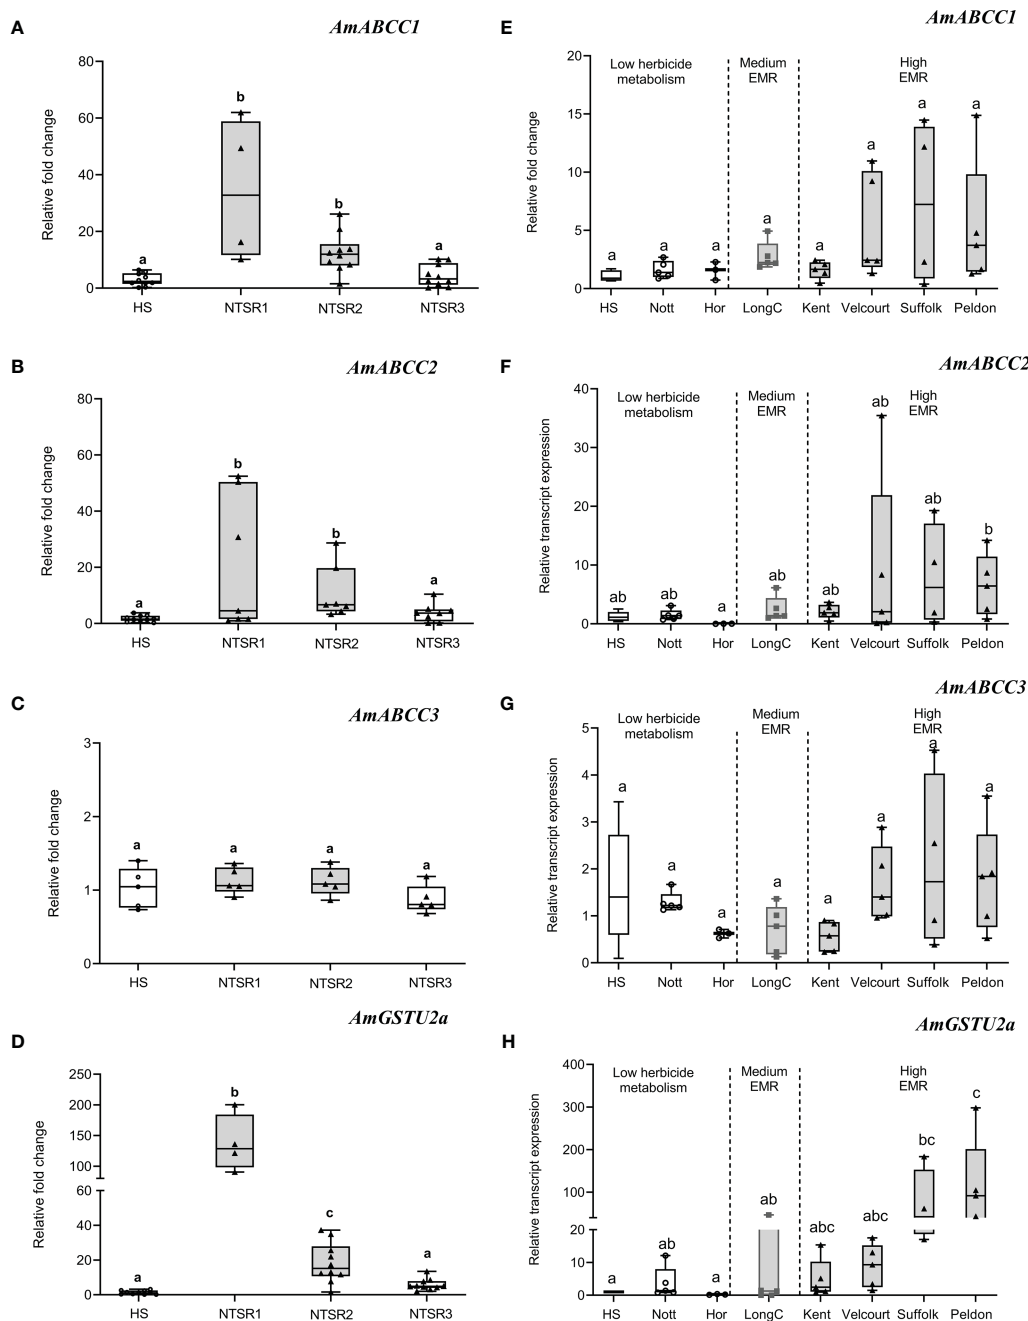 A
AmABCC1
Relative fold change
80
60
40
20
0
a
b
b
a
HS
NTSR1
NTSR2
NTSR3
B
AmABCC2
Relative fold change
80
60
40
20
0
a
b
b
a
HS
NTSR1
NTSR2
NTSR3
C
AmABCC3
Relative fold change
3
2
1
0
a
a
a
a
HS
NTSR1
NTSR2
NTSR3
D
AmGSTU2a
Relative fold change
250
200
150
100
60
40
20
0
a
b
c
a
HS
NTSR1
NTSR2
NTSR3
E
AmABCC1
Relative fold change
20
15
10
5
0
Low herbicide
metabolism
Medium
EMR
High
EMR
a
a
a
a
a
a
a
a
HS
Nott
Hor
LongC
Kent
Velcourt
Suffolk
Peldon
F
AmABCC2
Relative transcript expression
40
30
20
10
0
Low herbicide
metabolism
Medium
EMR
High
EMR
ab
ab
a
ab
ab
ab
ab
b
HS
Nott
Hor
LongC
Kent
Velcourt
Suffolk
Peldon
G
AmABCC3
Relative transcript expression
5
4
3
2
1
0
Low herbicide
metabolism
Medium
EMR
High
EMR
a
a
a
a
a
a
a
a
HS
Nott
Hor
LongC
Kent
Velcourt
Suffolk
Peldon
H
AmGSTU2a
Relative transcript expression
400
300
200
100
20
10
0
Low herbicide
metabolism
Medium
EMR
High
EMR
a
ab
a
ab
abc
abc
bc
c
HS
Nott
Hor
LongC
Kent
Velcourt
Suffolk
Peldon